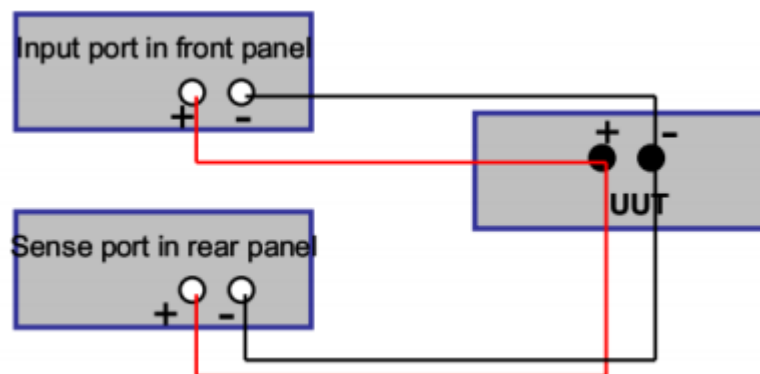 Input port in front panel
+ -
+ -
UUT
Sense port in rear panel
+ -